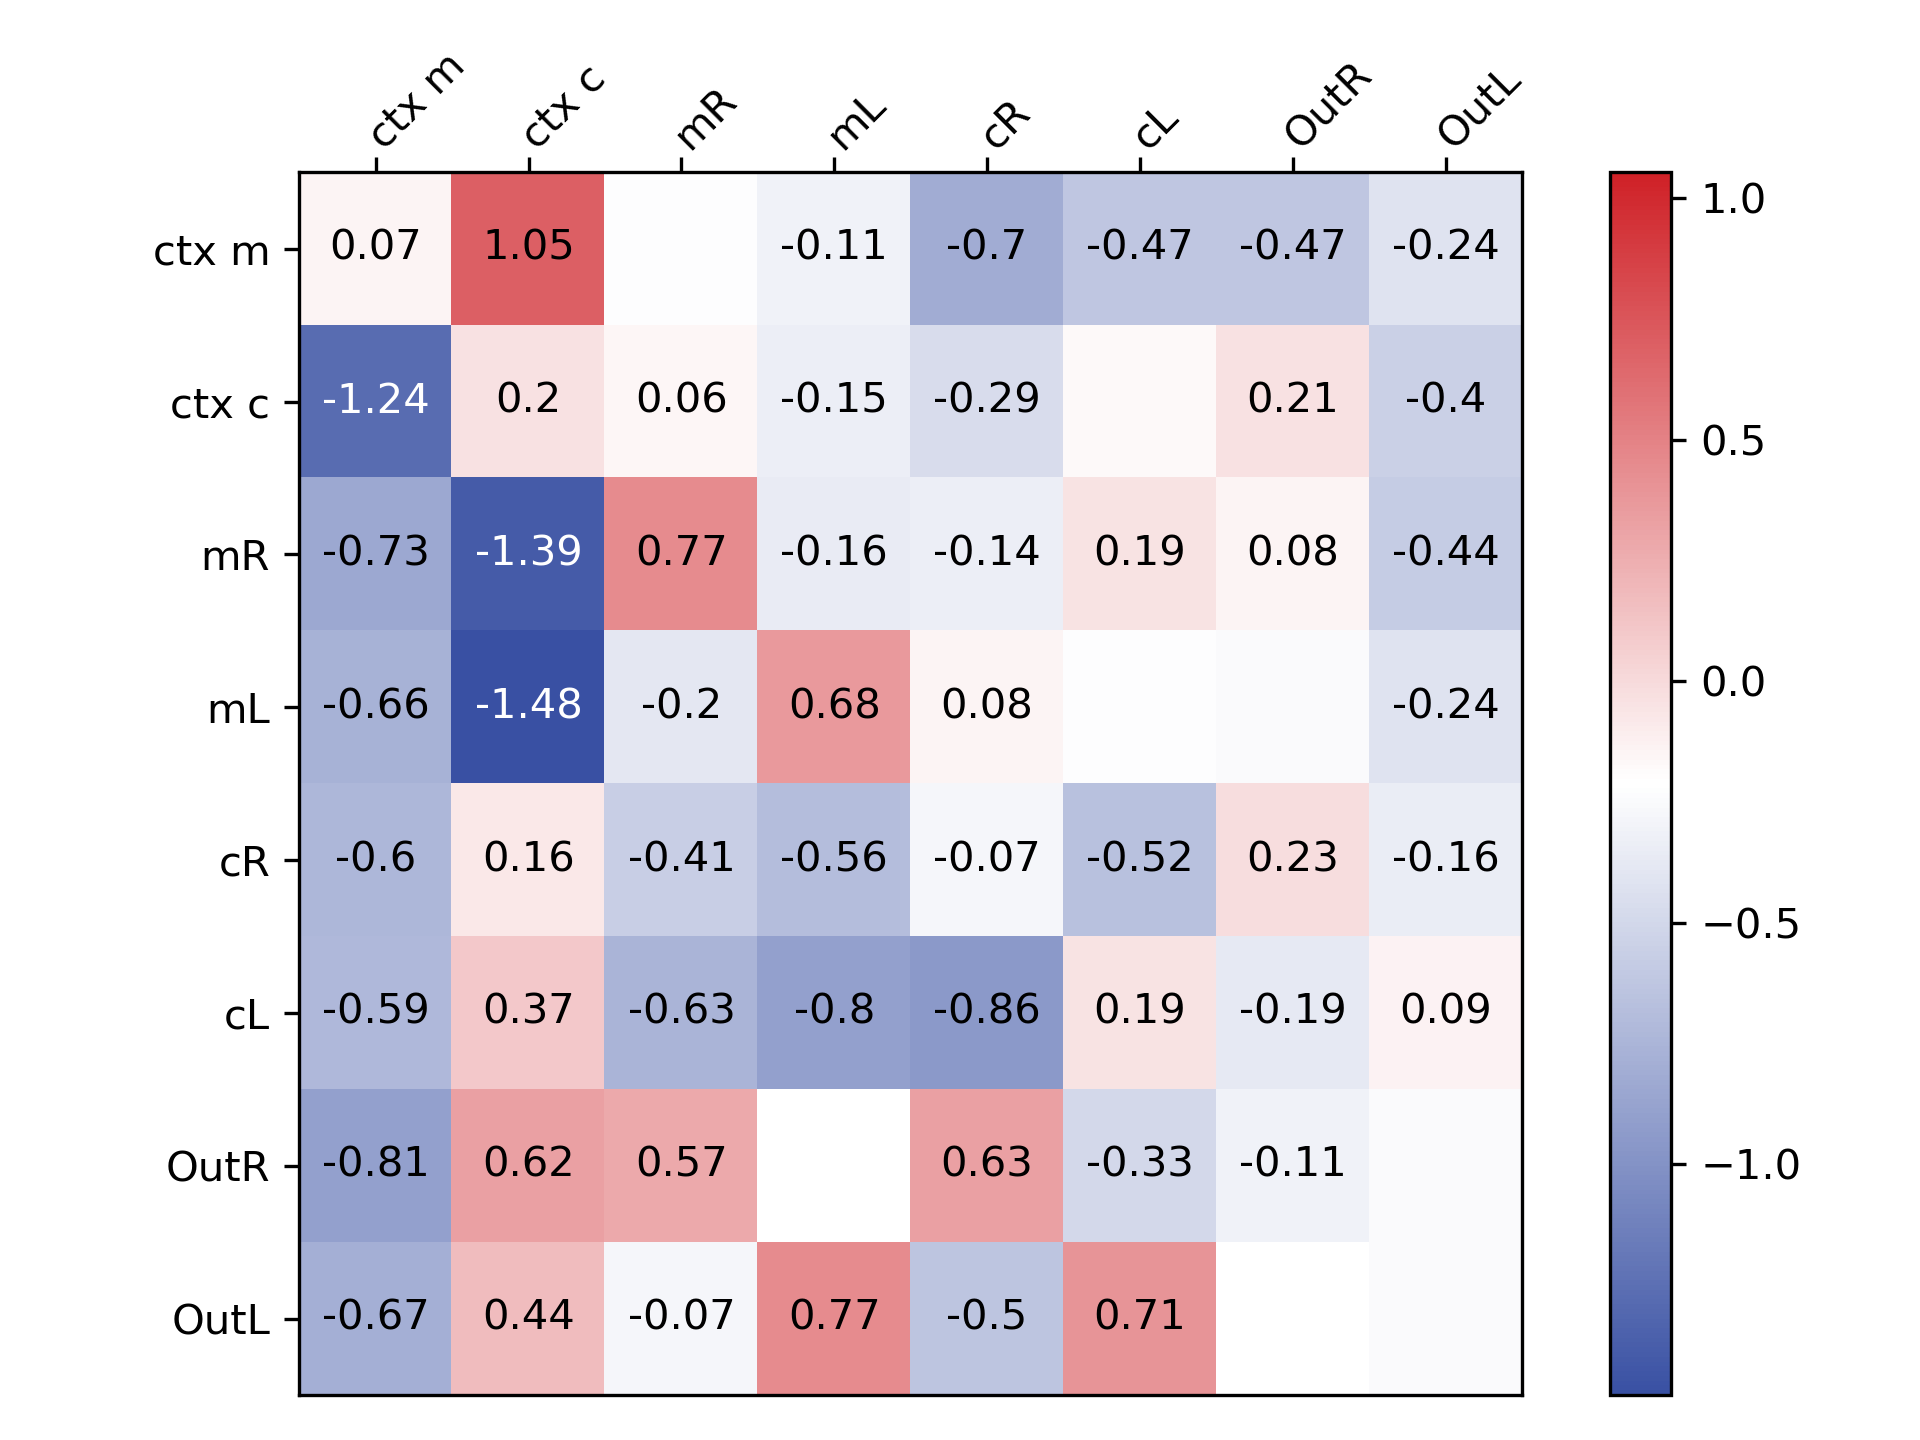 ctx m ctx c mR mL cR cL OutR OutL
ctx m 0.07 1.05 -0.11 -0.7 -0.47 -0.47 -0.24
ctx c -1.24 0.2 0.06 -0.15 -0.29 0.21 -0.4
mR -0.73 -1.39 0.77 -0.16 -0.14 0.19 0.08 -0.44
mL -0.66 -1.48 -0.2 0.68 0.08 -0.24
cR -0.6 0.16 -0.41 -0.56 -0.07 -0.52 0.23 -0.16
cL -0.59 0.37 -0.63 -0.8 -0.86 0.19 -0.19 0.09
OutR -0.81 0.62 0.57 0.63 -0.33 -0.11
OutL -0.67 0.44 -0.07 0.77 -0.5 0.71
1.0
0.5
0.0
−0.5
−1.0